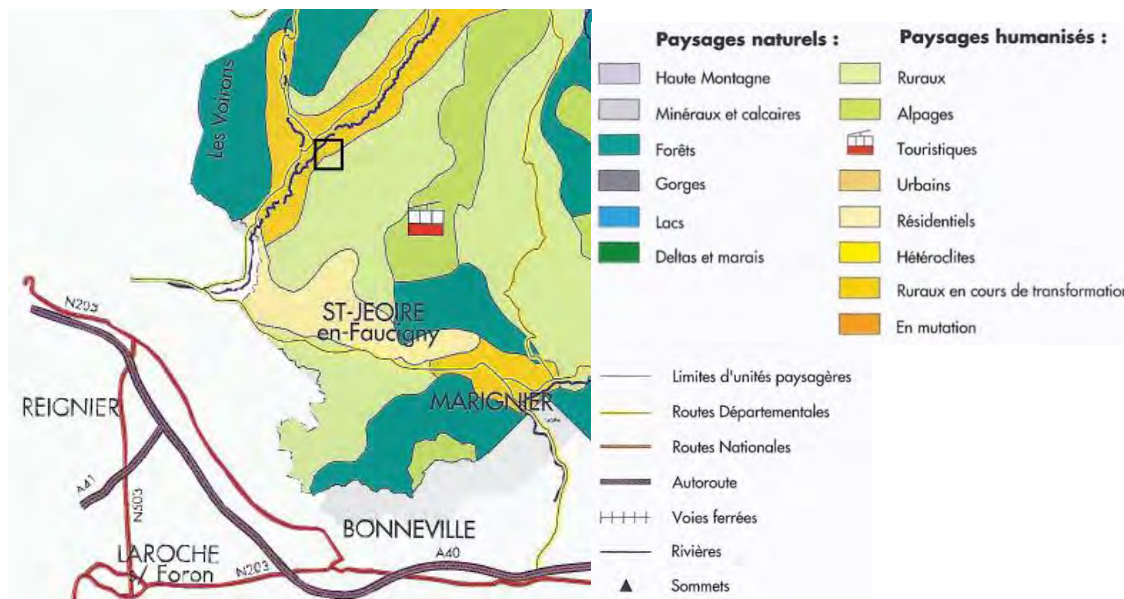 Les Voirons
ST-JEOIRE
en-Faucigny
N205
REIGNIER
MARIGNIER
A41
N503
BONNEVILLE
LAROCHE
s/ Foron
N203
A40
Paysages naturels :
Haute Montagne
Minéraux et calcaires
Forêts
Gorges
Lacs
Deltas et marais
Paysages humanisés :
Ruraux
Alpages
Touristiques
Urbains
Résidentiels
Hétéroclites
Ruraux en cours de transformation
En mutation
Limites d'unités paysagères
Routes Départementales
Routes Nationales
Autoroute
Voies ferrées
Rivières
Sommets